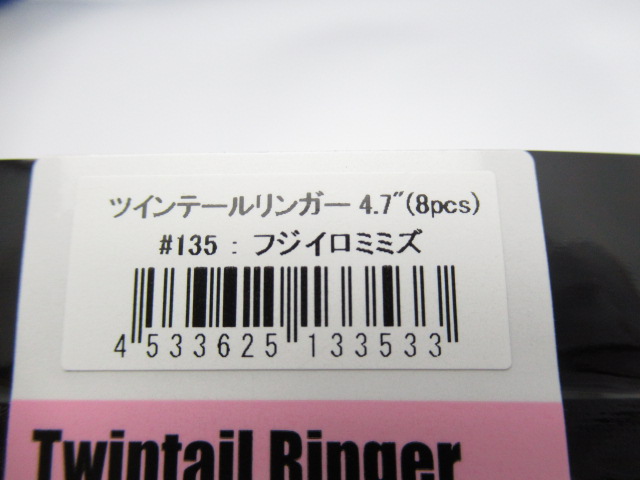 ツインテールリンガー 4.7"(8pcs)
#135 : フジイロミミズ
4 533625 133533
Twintail Ringer